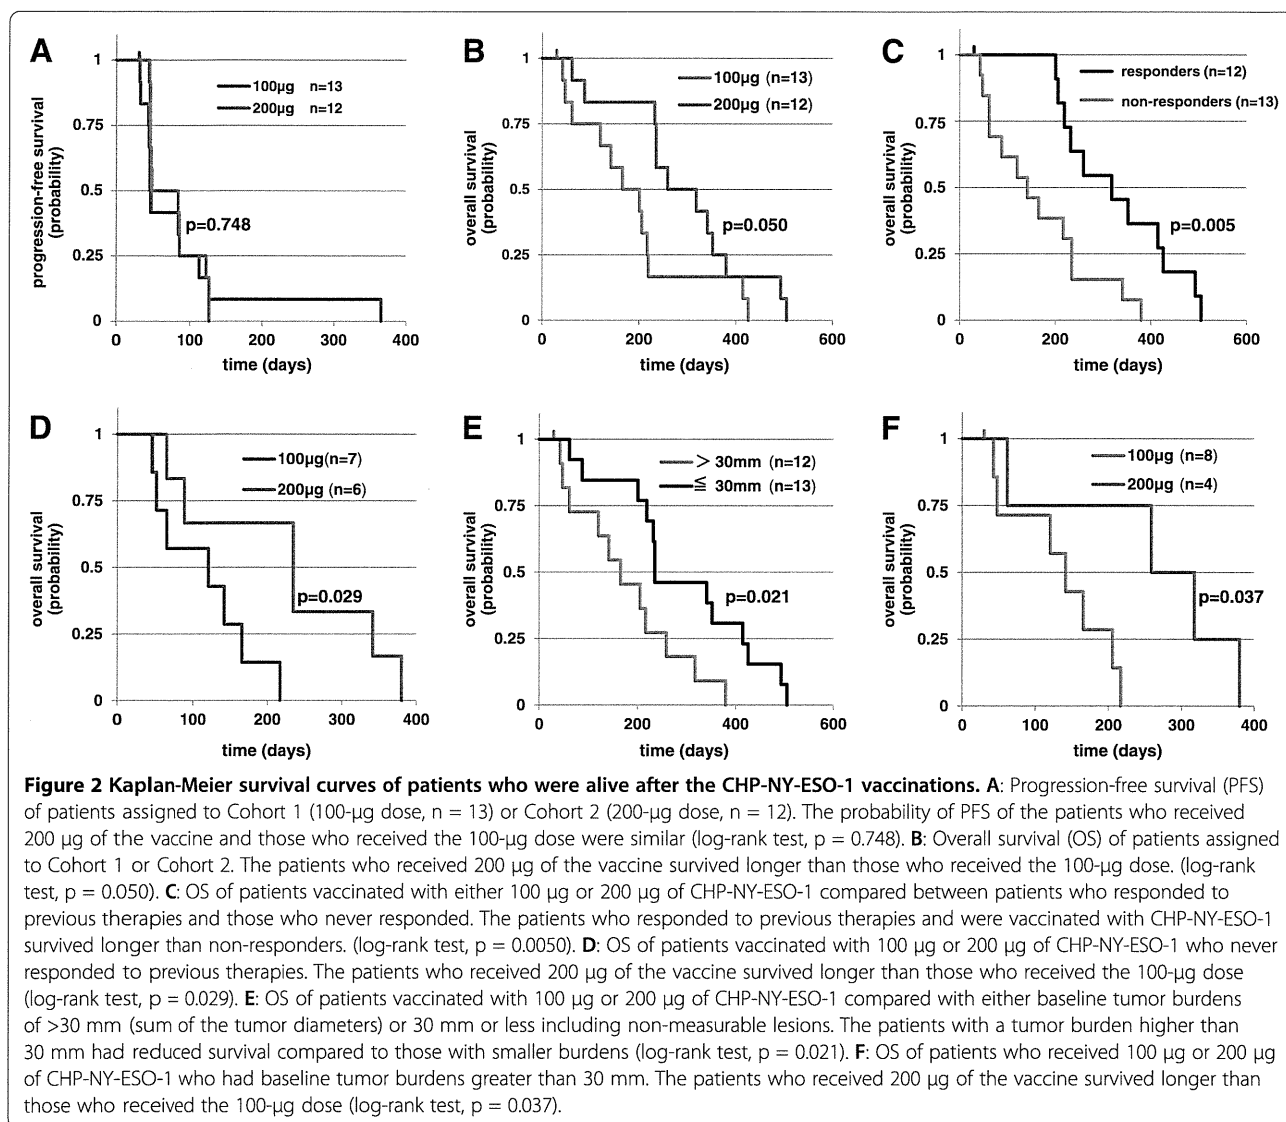 A
progression-free survival
(probability)
1
0.75
0.5
0.25
0
100µg n=13
200µg n=12
p=0.748
0 100 200 300 400
time (days)
B
overall survival
(probability)
1
0.75
0.5
0.25
0
100µg (n=13)
200µg (n=12)
p=0.050
0 200 400 600
time (days)
C
overall survival
(probability)
1
0.75
0.5
0.25
0
responders (n=12)
non-responders (n=13)
p=0.005
0 200 400 600
time (days)
D
overall survival
(probability)
1
0.75
0.5
0.25
0
100µg(n=7)
200µg (n=6)
p=0.029
0 100 200 300 400
time (days)
E
overall survival
(probability)
1
0.75
0.5
0.25
0
> 30mm (n=12)
≦ 30mm (n=13)
p=0.021
0 200 400 600
time (days)
F
overall survival
(probability)
1
0.75
0.5
0.25
0
100µg (n=8)
200µg (n=4)
p=0.037
0 100 200 300 400
time (days)
Figure 2 Kaplan-Meier survival curves of patients who were alive after the CHP-NY-ESO-1 vaccinations. A: Progression-free survival (PFS)
of patients assigned to Cohort 1 (100-µg dose, n = 13) or Cohort 2 (200-µg dose, n = 12). The probability of PFS of the patients who received
200 µg of the vaccine and those who received the 100-µg dose were similar (log-rank test, p = 0.748). B: Overall survival (OS) of patients assigned
to Cohort 1 or Cohort 2. The patients who received 200 µg of the vaccine survived longer than those who received the 100-µg dose. (log-rank
test, p = 0.050). C: OS of patients vaccinated with either 100 µg or 200 µg of CHP-NY-ESO-1 compared between patients who responded to
previous therapies and those who never responded. The patients who responded to previous therapies and were vaccinated with CHP-NY-ESO-1
survived longer than non-responders. (log-rank test, p = 0.0050). D: OS of patients vaccinated with 100 µg or 200 µg of CHP-NY-ESO-1 who never
responded to previous therapies. The patients who received 200 µg of the vaccine survived longer than those who received the 100-µg dose
(log-rank test, p = 0.029). E: OS of patients vaccinated with 100 µg or 200 µg of CHP-NY-ESO-1 compared with either baseline tumor burdens
of >30 mm (sum of the tumor diameters) or 30 mm or less including non-measurable lesions. The patients with a tumor burden higher than
30 mm had reduced survival compared to those with smaller burdens (log-rank test, p = 0.021). F: OS of patients who received 100 µg or 200 µg
of CHP-NY-ESO-1 who had baseline tumor burdens greater than 30 mm. The patients who received 200 µg of the vaccine survived longer than
those who received the 100-µg dose (log-rank test, p = 0.037).